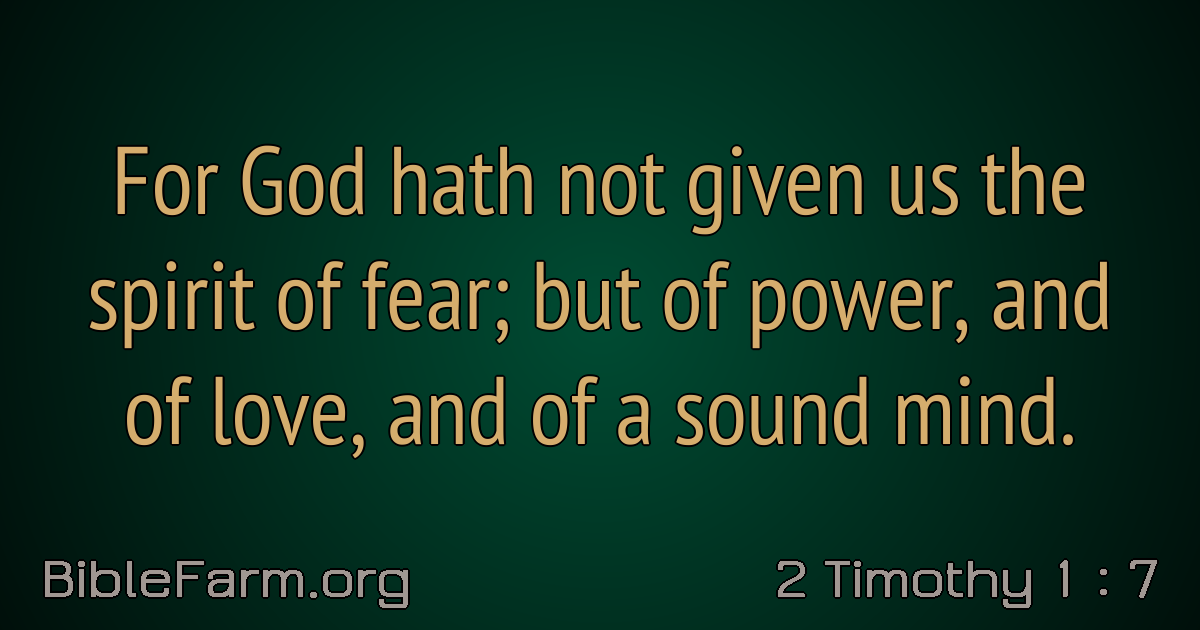 For God hath not given us the
spirit of fear; but of power, and
of love, and of a sound mind.
BibleFarm.org
2 Timothy 1 : 7